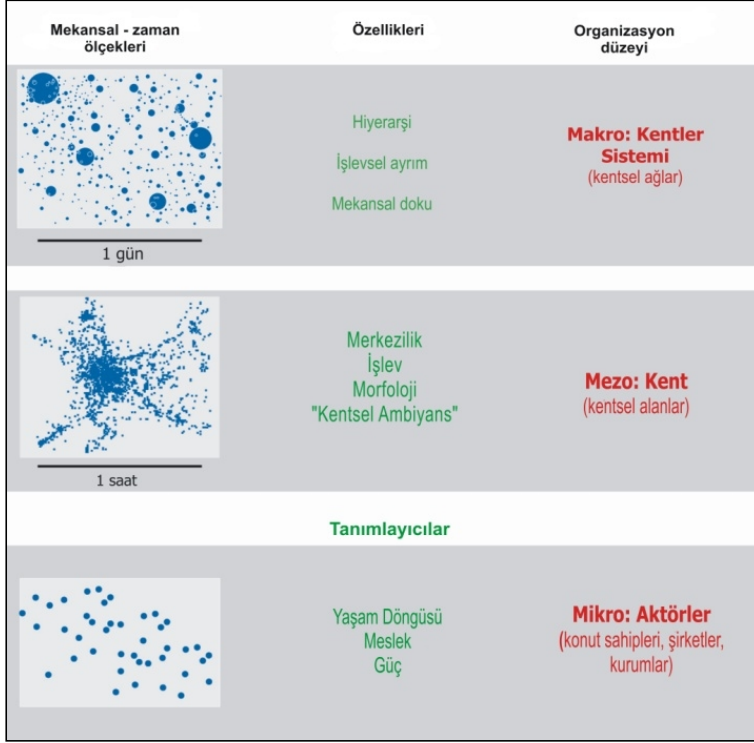 Mekansal - zaman
ölçekleri
Özellikleri
Organizasyon
düzeyi
Hiyerarşi
İşlevsel ayrım
Mekansal doku
Makro: Kentler
Sistemi
(kentsel ağlar)
1 gün
Merkezilik
İşlev
Morfoloji
"Kentsel Ambiyans"
Mezo: Kent
(kentsel alanlar)
1 saat
Tanımlayıcılar
Yaşam Döngüsü
Meslek
Güç
Mikro: Aktörler
(konut sahipleri, şirketler,
kurumlar)